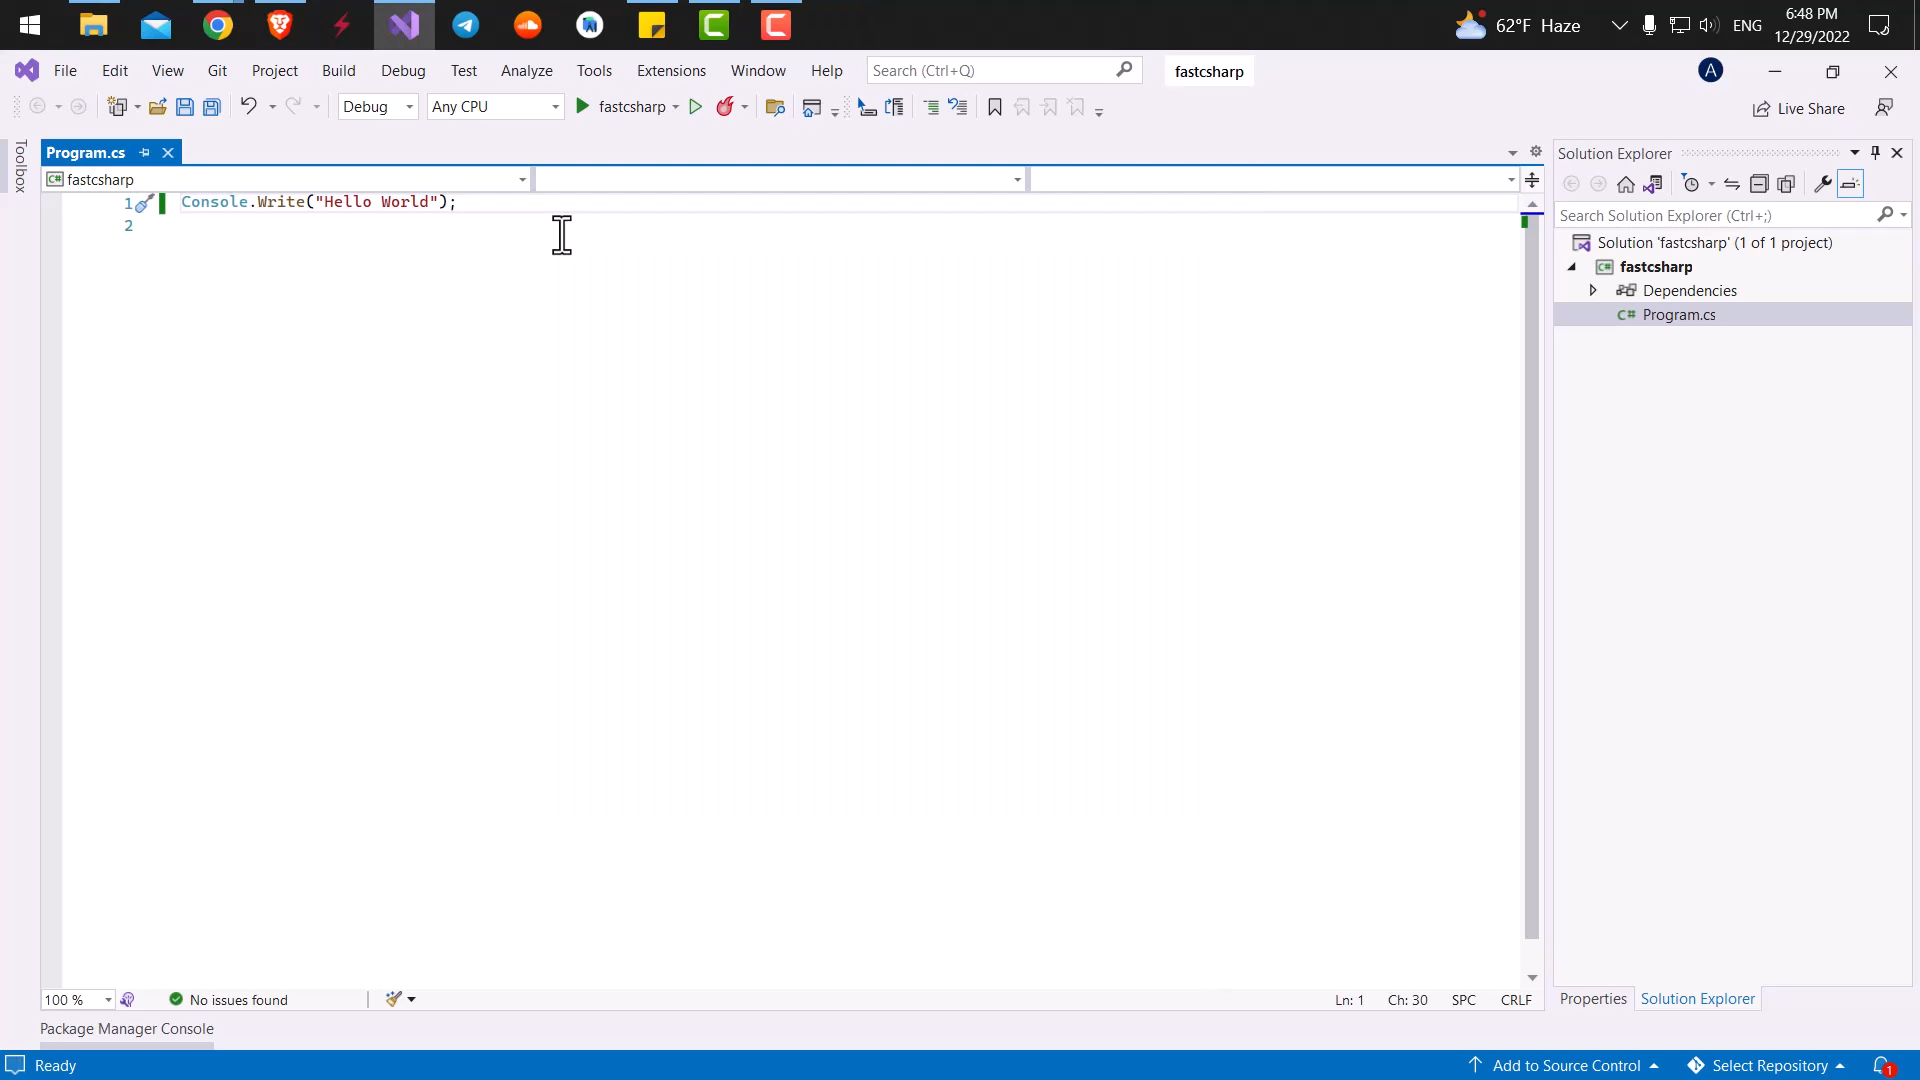 62°F Haze
ENG
6:48 PM
12/29/2022
File Edit View Git Project Build Debug Test Analyze Tools Extensions Window Help
Search (Ctrl+Q)
fastcsharp
A
Debug
Any CPU
fastcsharp
Live Share
Toolbox
Program.cs
fastcsharp
1 Console.Write("Hello World");
2
Solution Explorer
Search Solution Explorer (Ctrl+;)
Solution 'fastcsharp' (1 of 1 project)
C# fastcsharp
Dependencies
C# Program.cs
100 %
No issues found
Ln: 1 Ch: 30 SPC CRLF
Properties Solution Explorer
Package Manager Console
Ready
Add to Source Control
Select Repository
1